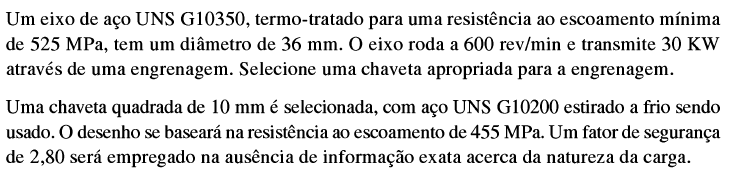 Um eixo de aço UNS G10350, termo-tratado para uma resistência ao escoamento mínima
de 525 MPa, tem um diâmetro de 36 mm. O eixo roda a 600 rev/min e transmite 30 KW
através de uma engrenagem. Selecione uma chaveta apropriada para a engrenagem.
Uma chaveta quadrada de 10 mm é selecionada, com aço UNS G10200 estirado a frio sendo
usado. O desenho se baseará na resistência ao escoamento de 455 MPa. Um fator de segurança
de 2,80 será empregado na ausência de informação exata acerca da natureza da carga.